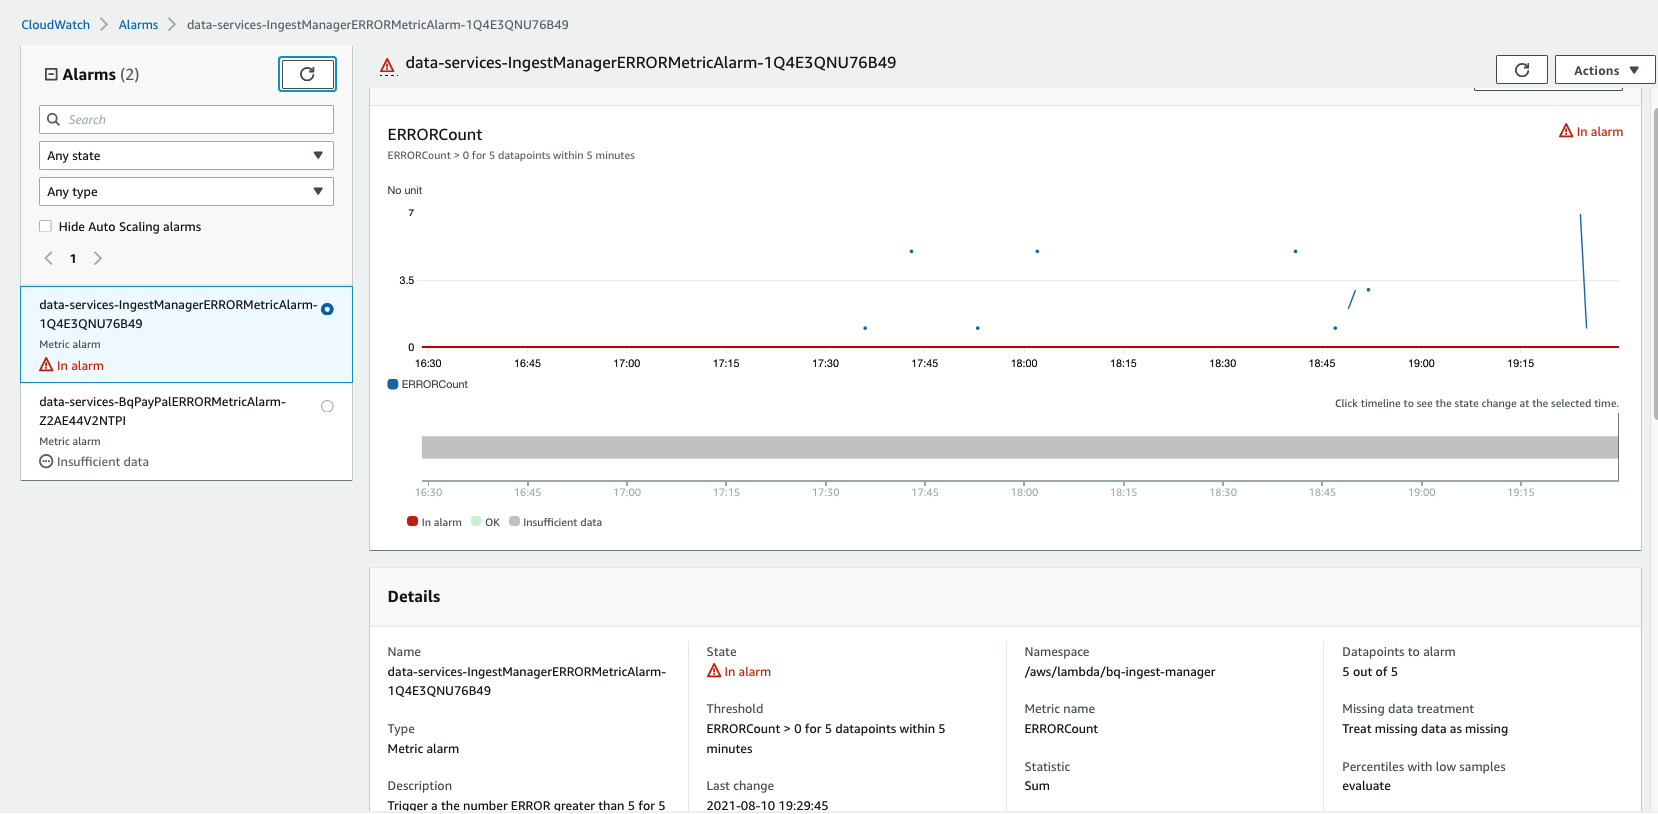 CloudWatch > Alarms > data-services-IngestManagerERRORMetricAlarm-1Q4E3QNU76B49
Alarms (2)
Search
Any state
Any type
Hide Auto Scaling alarms
1
data-services-IngestManagerERRORMetricAlarm-
1Q4E3QNU76B49
Metric alarm
In alarm
data-services-BqPayPalERRORMetricAlarm-
Z2AE44V2NTPI
Metric alarm
Insufficient data
data-services-IngestManagerERRORMetricAlarm-1Q4E3QNU76B49
Actions
ERRORCount
In alarm
ERRORCount > 0 for 5 datapoints within 5 minutes
No unit
7
3.5
0
16:30 16:45 17:00 17:15 17:30 17:45 18:00 18:15 18:30 18:45 19:00 19:15
ERRORCount
Click timeline to see the state change at the selected time.
16:30 16:45 17:00 17:15 17:30 17:45 18:00 18:15 18:30 18:45 19:00 19:15
In alarm OK Insufficient data
Details
Name
data-services-IngestManagerERRORMetricAlarm-
1Q4E3QNU76B49
Type
Metric alarm
Description
Trigger a the number ERROR greater than 5 for 5
State
In alarm
Threshold
ERRORCount > 0 for 5 datapoints within 5
minutes
Last change
2021-08-10 19:29:45
Namespace
/aws/lambda/bq-ingest-manager
Metric name
ERRORCount
Statistic
Sum
Datapoints to alarm
5 out of 5
Missing data treatment
Treat missing data as missing
Percentiles with low samples
evaluate